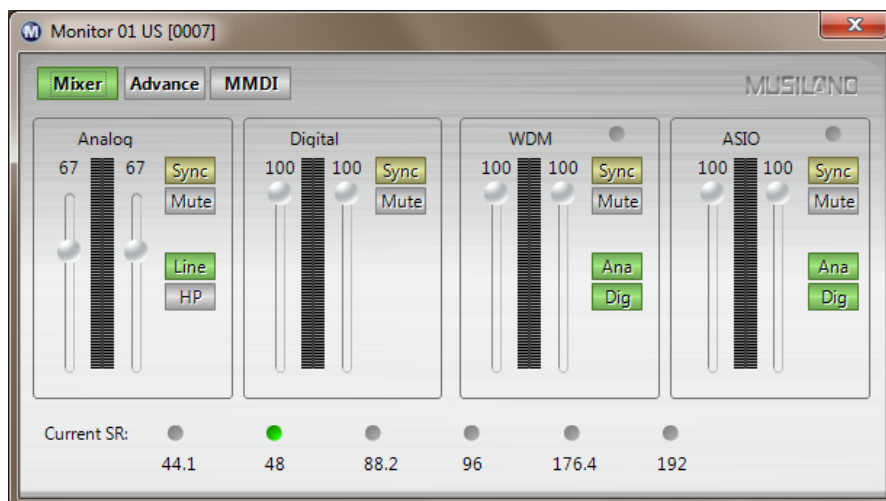 Monitor 01 US [0007]
Mixer Advance MMDI MUSILAND
Analog Digital WDM ASIO
67 67 Sync 100 100 Sync 100 100 Sync 100 100 Sync
Mute Mute Mute Mute
Line Ana Ana
HP Dig Dig
Current SR:
44.1 48 88.2 96 176.4 192